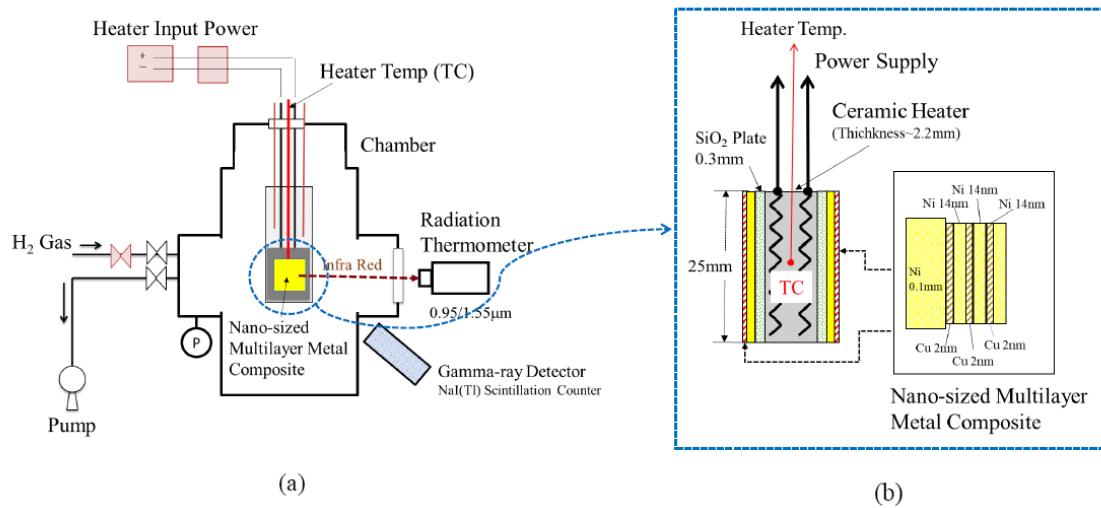 Heater Input Power
+
−
Heater Temp (TC)
Chamber
H2 Gas
Radiation
Thermometer
Infra Red
0.95/1.55μm
P
Nano-sized
Multilayer Metal
Composite
Gamma-ray Detector
NaI(Tl) Scintillation Counter
Pump
(a)
Heater Temp.
Power Supply
Ceramic Heater
(Thichkness~2.2mm)
SiO2 Plate
0.3mm
25mm
TC
Ni 14nm
Ni 14nm
Ni 14nm
Ni
0.1mm
Cu 2nm
Cu 2nm
Cu 2nm
Nano-sized Multilayer
Metal Composite
(b)